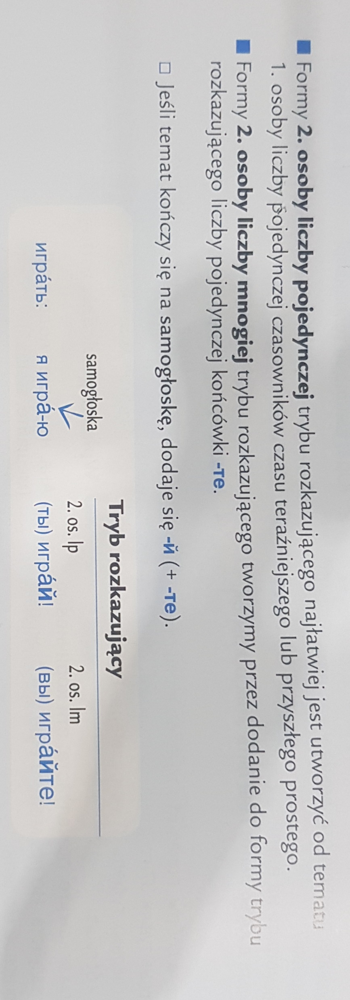 ■ Formy 2. osoby liczby pojedynczej trybu rozkazującego najłatwiej jest utworzyć od tematu
1. osoby liczby pojedynczej czasowników czasu teraźniejszego lub przyszłego prostego.
■ Formy 2. osoby liczby mnogiej trybu rozkazującego tworzymy przez dodanie do formy trybu
rozkazującego liczby pojedynczej końcówki -те.
□ Jeśli temat kończy się na samogłoskę, dodaje się -й (+ -те).
Tryb rozkazujący
samogłoska
2. os. lp 2. os. lm
игра́ть: я игра́-ю (ты) игра́й! (вы) игра́йте!